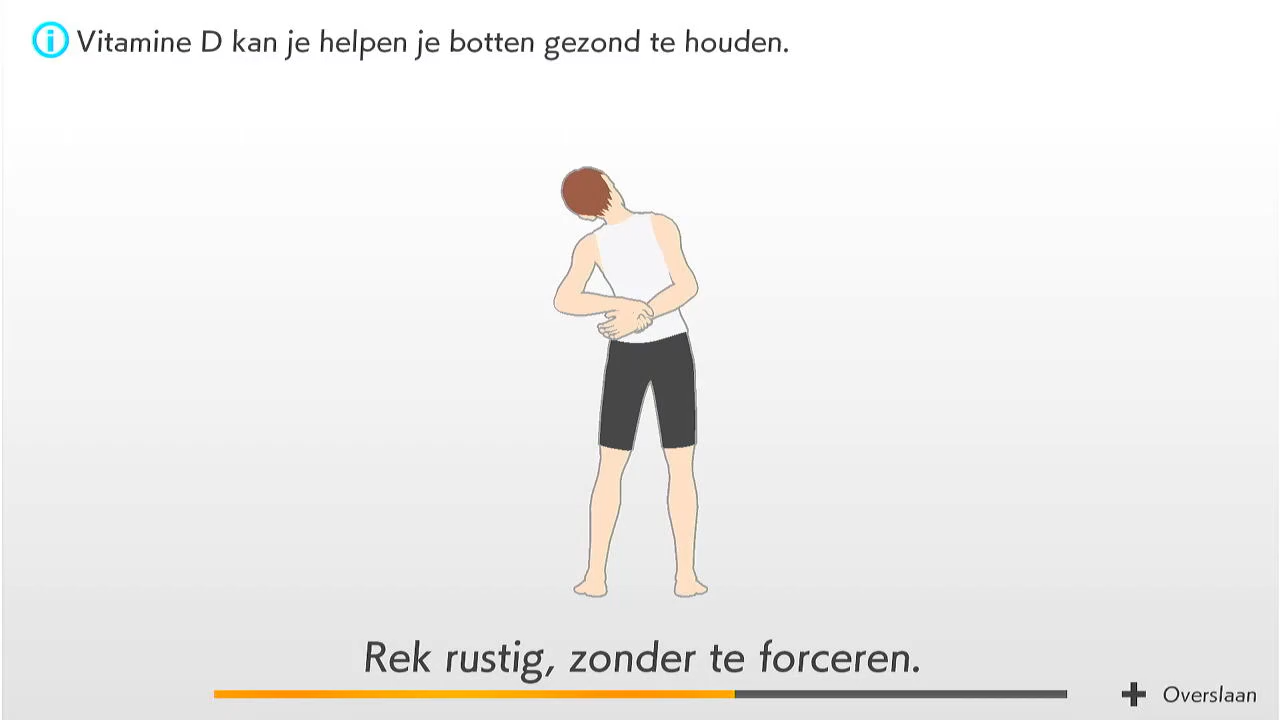 Vitamine D kan je helpen je botten gezond te houden.
Rek rustig, zonder te forceren.
Overslaan